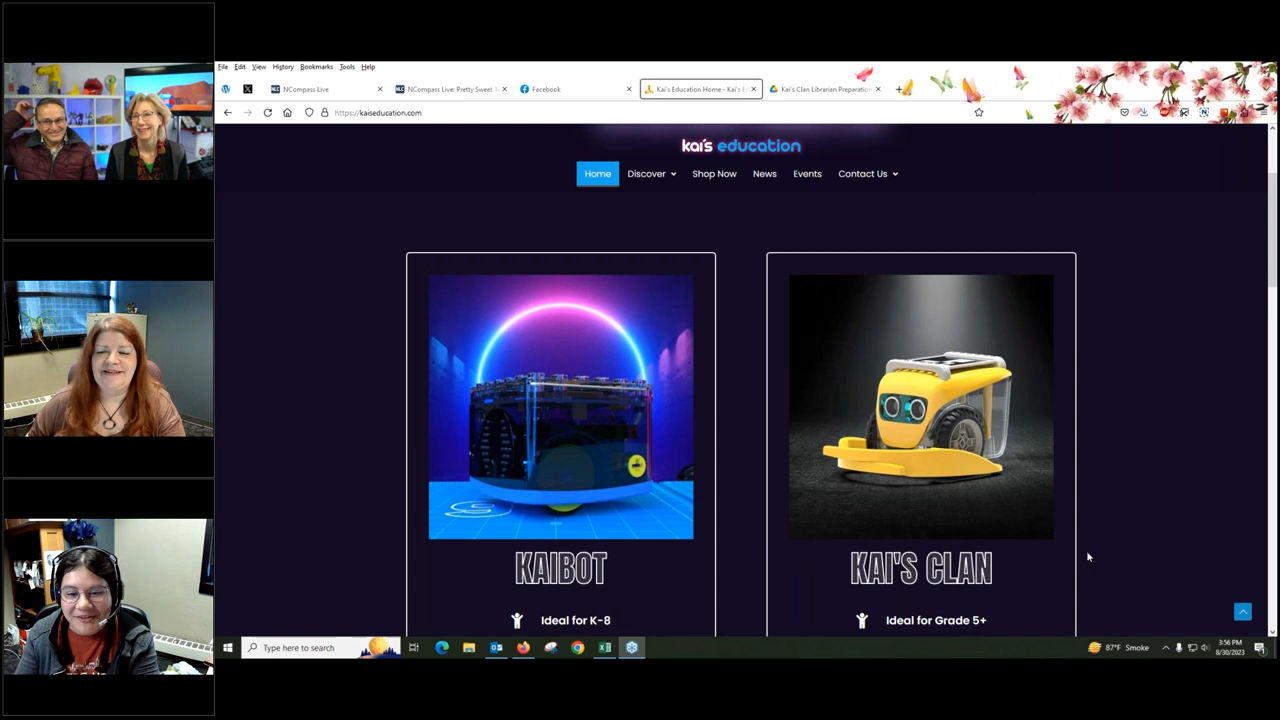 File Edit View History Bookmarks Tools Help
NCompass Live
NCompass Live: Pretty Sweet T
Facebook
Kai's Education Home - Kai's E
Kai's Clan Librarian Preparation
https://kaiseducation.com
kai's education
Home Discover Shop Now News Events Contact Us
KAIBOT KAI'S CLAN
Ideal for K-8 Ideal for Grade 5+
Type here to search
87°F Smoke
3:56 PM
8/30/2023